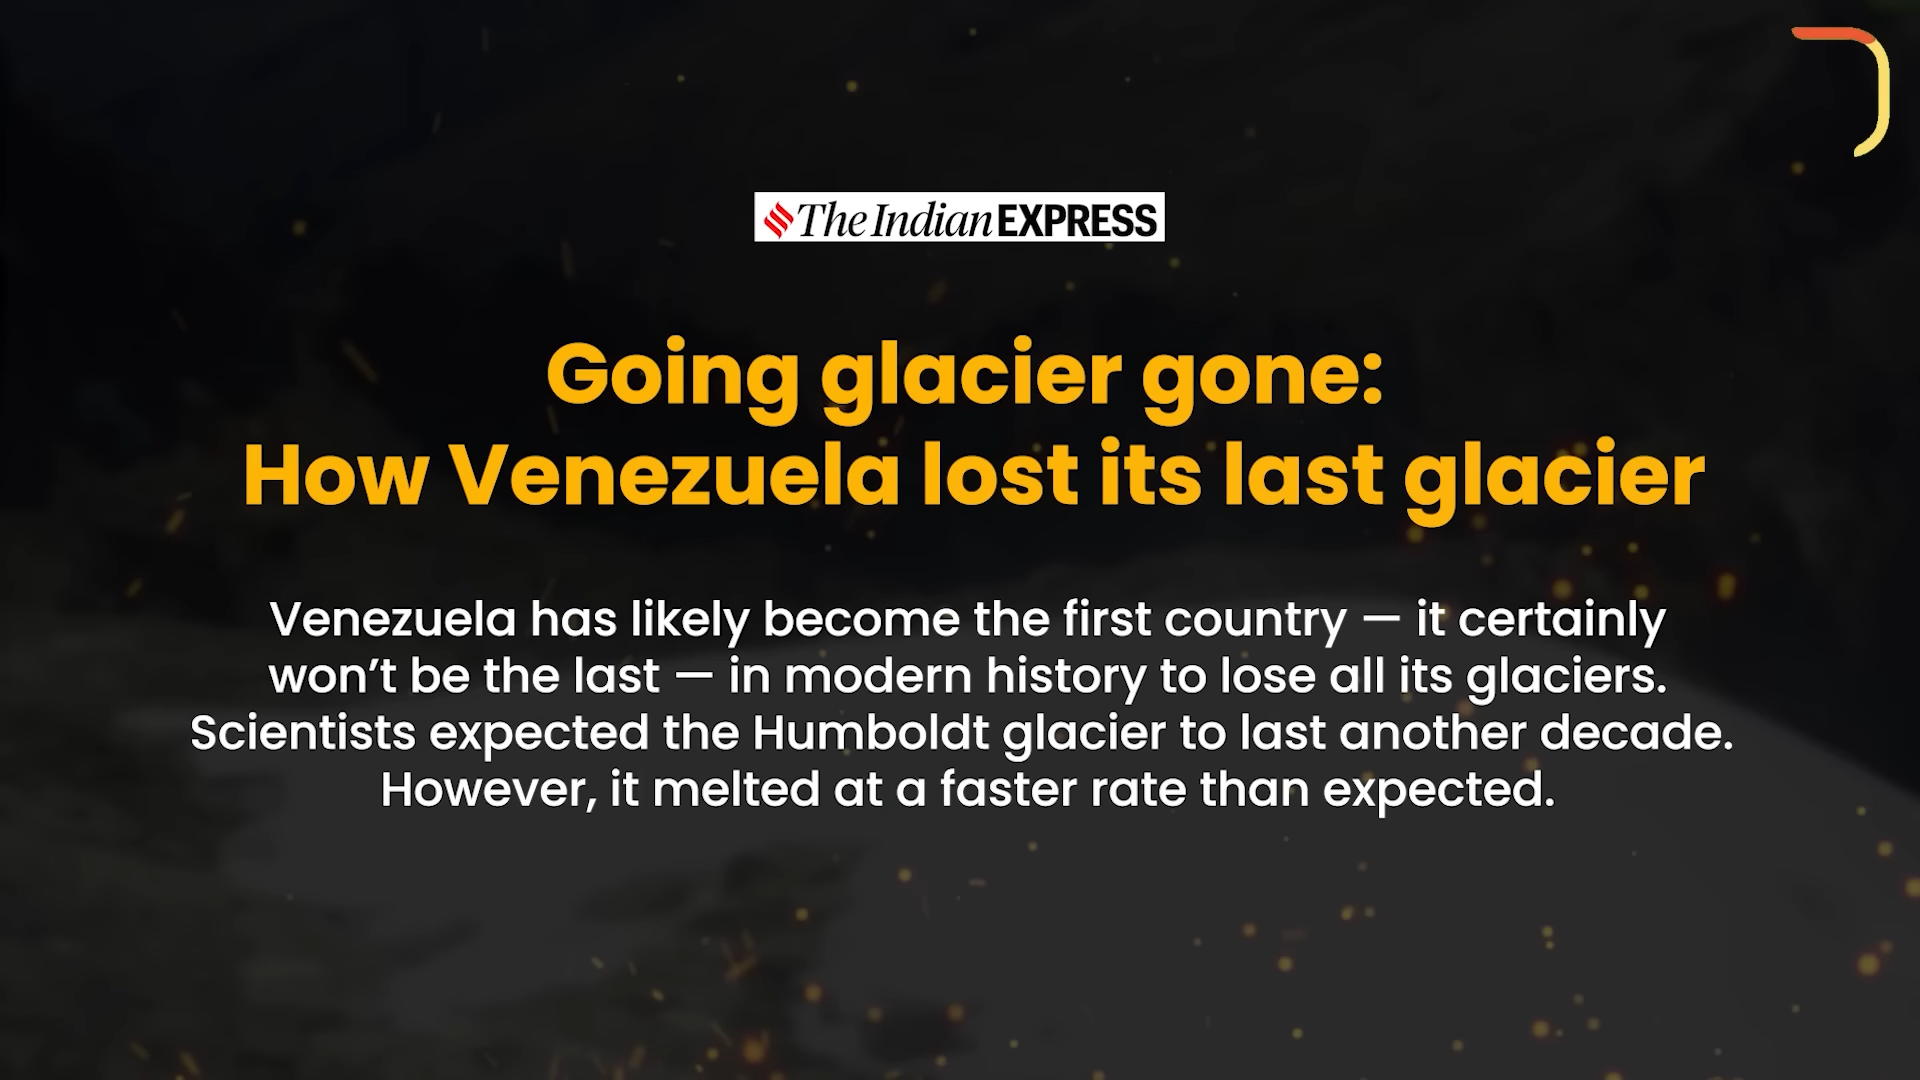 The Indian EXPRESS
Going glacier gone:
How Venezuela lost its last glacier
Venezuela has likely become the first country — it certainly
won’t be the last — in modern history to lose all its glaciers.
Scientists expected the Humboldt glacier to last another decade.
However, it melted at a faster rate than expected.